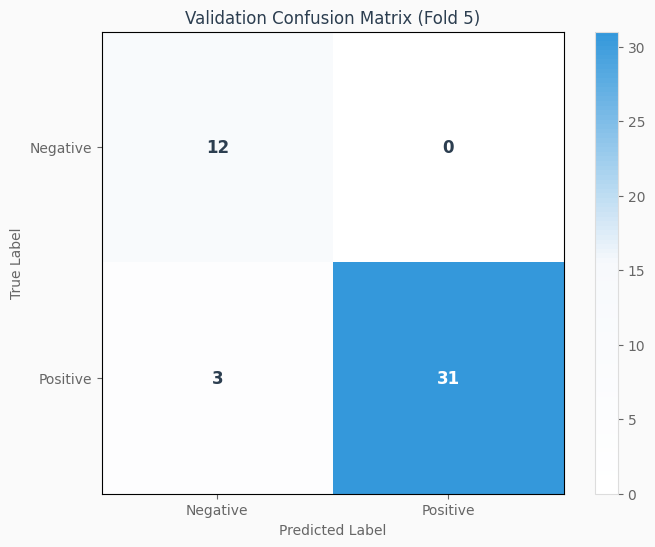 Validation Confusion Matrix (Fold 5)
True Label
Negative
12
0
Positive
3
31
Negative
Positive
Predicted Label
30
25
20
15
10
5
0